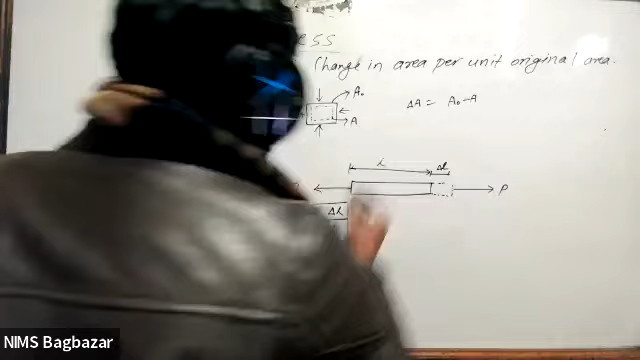 ESS
Change in area per unit original area.
A₀
ΔA = A₀-A
A
L
Δl
P
Δl
NIMS Bagbazar